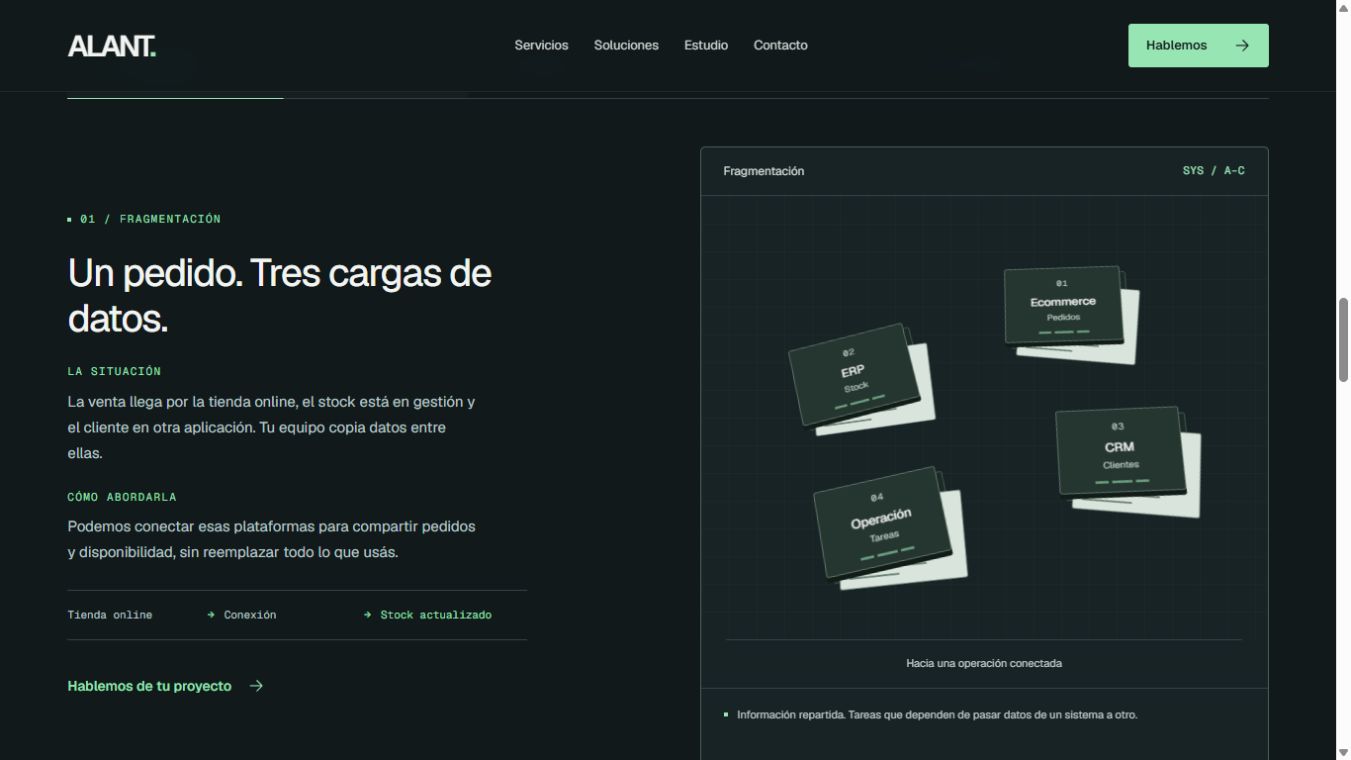 ALANT.
Servicios
Soluciones
Estudio
Contacto
Hablemos →
01 / FRAGMENTACIÓN
Un pedido. Tres cargas de
datos.
LA SITUACIÓN
La venta llega por la tienda online, el stock está en gestión y
el cliente en otra aplicación. Tu equipo copia datos entre
ellas.
CÓMO ABORDARLA
Podemos conectar esas plataformas para compartir pedidos
y disponibilidad, sin reemplazar todo lo que usás.
Tienda online → Conexión → Stock actualizado
Hablemos de tu proyecto →
Fragmentación
SYS / A-C
01
Ecommerce
Pedidos
02
ERP
Stock
03
CRM
Clientes
04
Operación
Tareas
Hacia una operación conectada
Información repartida. Tareas que dependen de pasar datos de un sistema a otro.